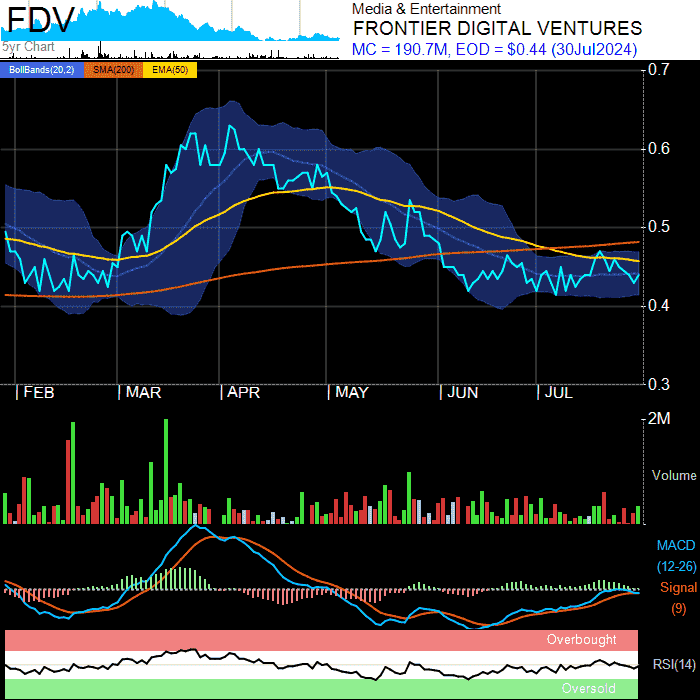 FDV
5yr Chart
Media & Entertainment
FRONTIER DIGITAL VENTURES
MC = 190.7M, EOD = $0.44 (30Jul2024)
BollBands(20,2) SMA(200) EMA(50)
0.7
0.6
0.5
0.4
0.3
FEB MAR APR MAY JUN JUL
2M
Volume
MACD
(12-26)
Signal
(9)
Overbought
RSI(14)
Oversold